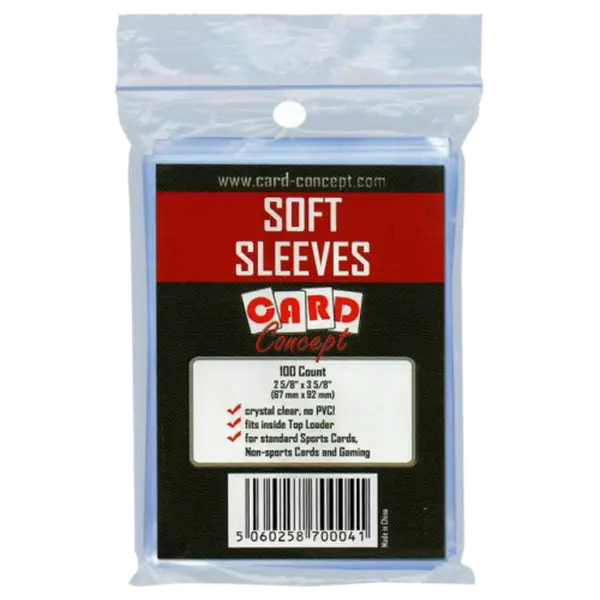 www.card-concept.com
SOFT
SLEEVES
CARD
Concept
100 Count
2 5/8" x 3 5/8"
(67 mm x 92 mm)
crystal clear, no PVC!
fits inside Top Loader
for standard Sports Cards,
Non-sports Cards and Gaming
5 060258 700041
Made in China